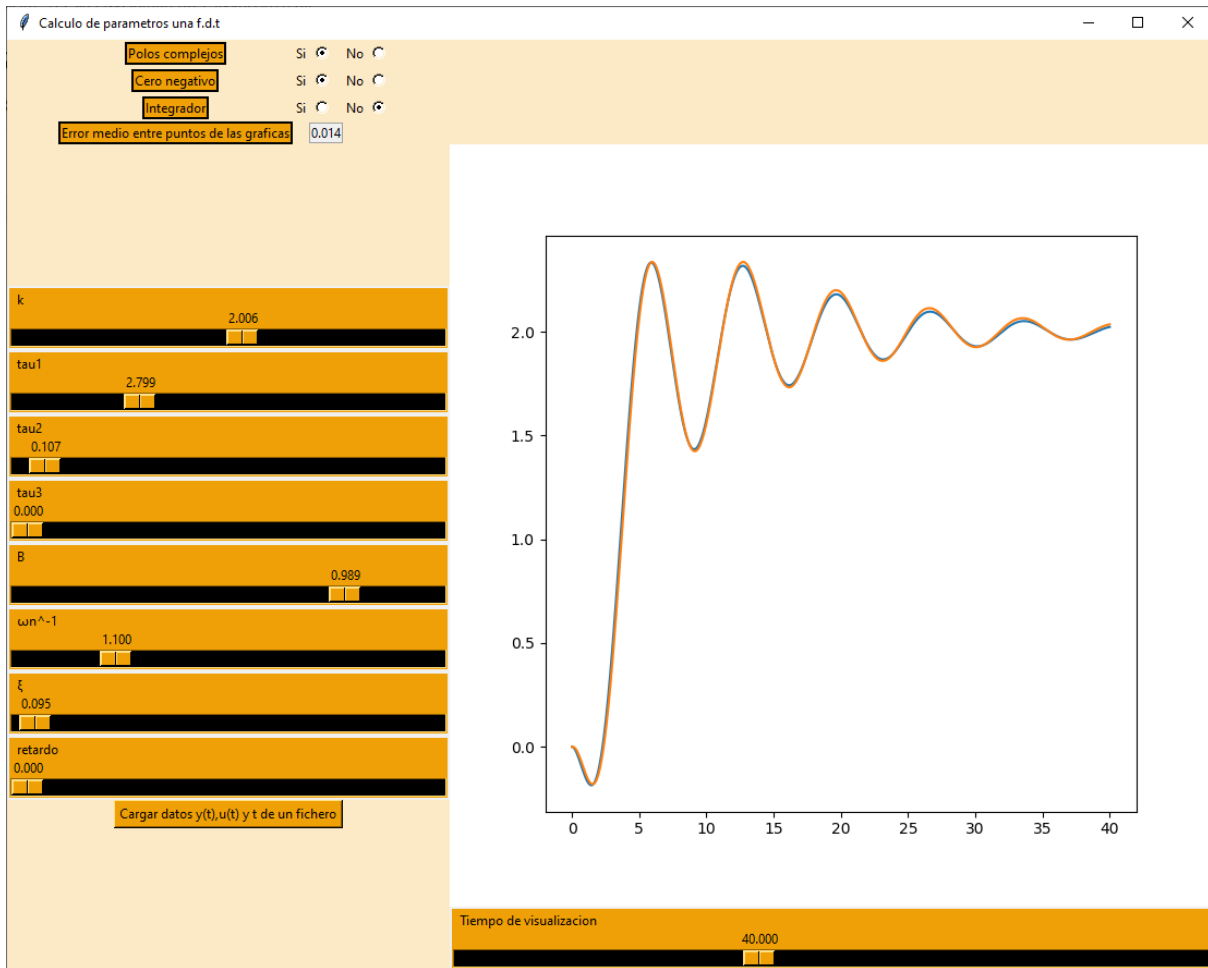 Calculo de parametros una f.d.t
Polos complejos Si No
Cero negativo Si No
Integrador Si No
Error medio entre puntos de las graficas 0.014
k
2.006
tau1
2.799
tau2
0.107
tau3
0.000
B
0.989
ωn^-1
1.100
ξ
0.095
retardo
0.000
Cargar datos y(t),u(t) y t de un fichero
2.0
1.5
1.0
0.5
0.0
0 5 10 15 20 25 30 35 40
Tiempo de visualizacion
40.000